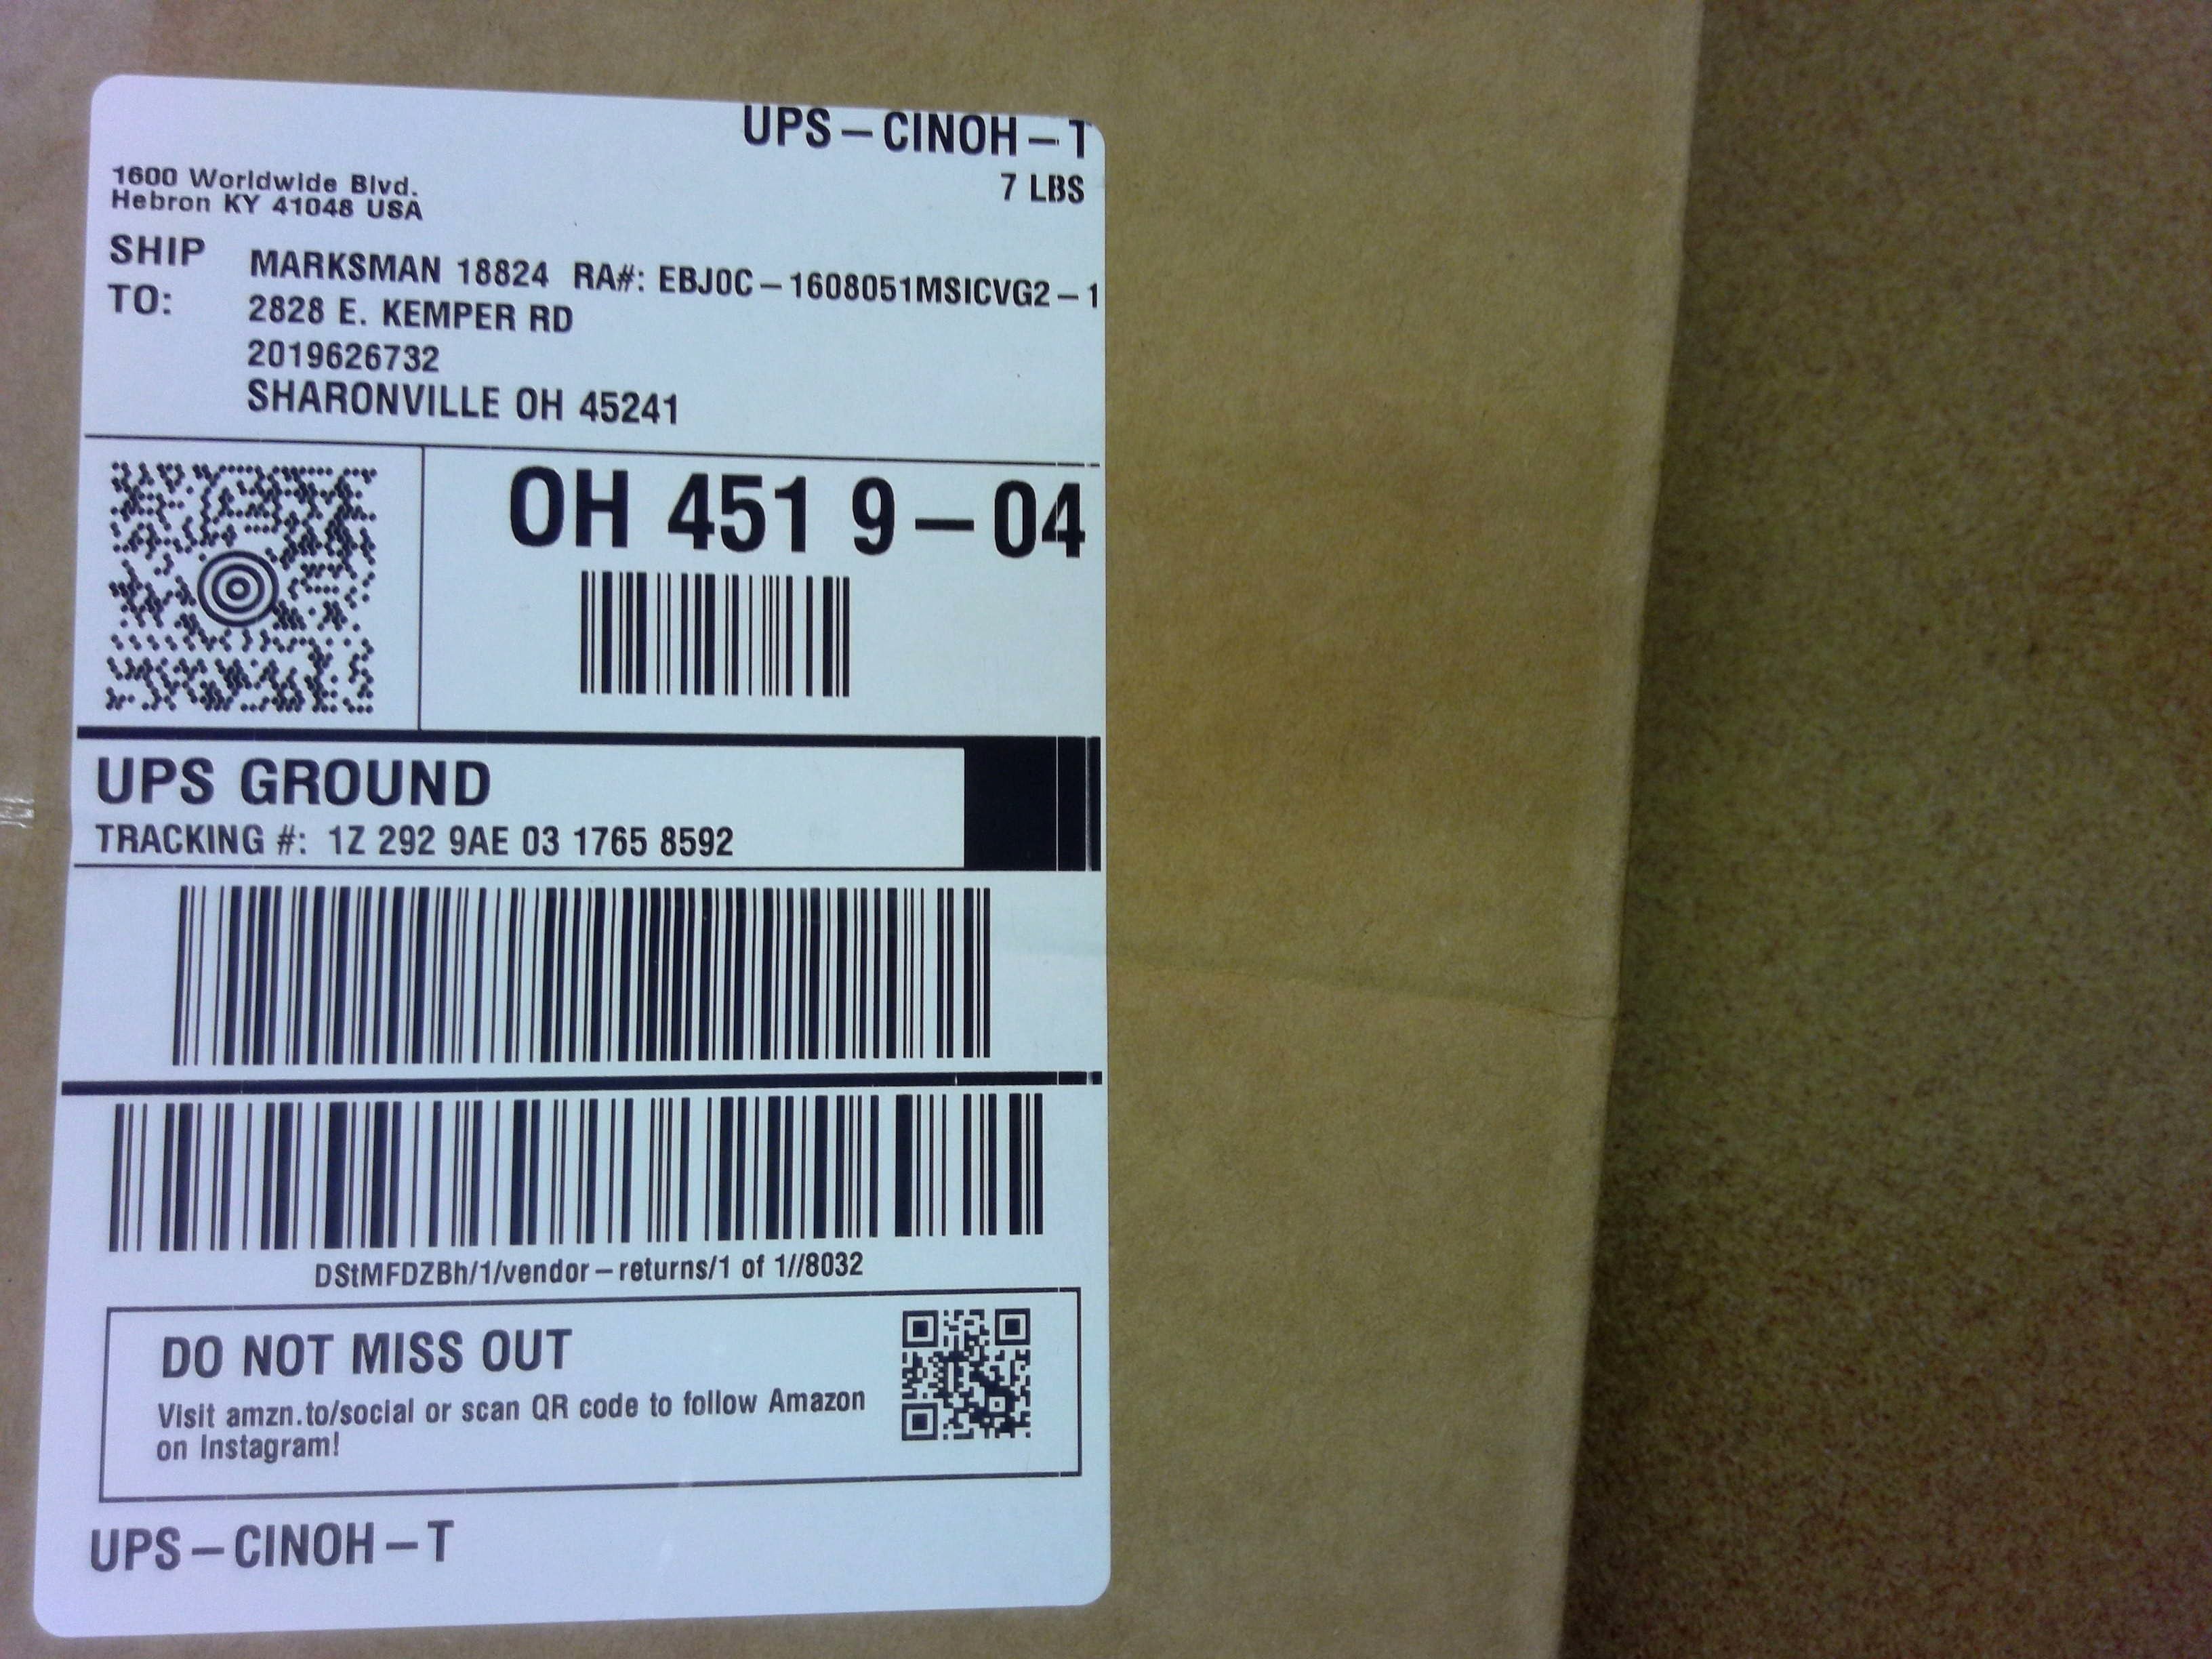 UPS – CINOH – T
7 LBS
1600 Worldwide Blvd.
Hebron KY 41048 USA
SHIP TO:
MARKSMAN 18824 RA#: EBJ0C – 1608051MSICVG2 – 1
2828 E. KEMPER RD
2019626732
SHARONVILLE OH 45241
OH 451 9 – 04
UPS GROUND
TRACKING #: 1Z 292 9AE 03 1765 8592
DStMFDZBh/1/vendor – returns/1 of 1//8032
DO NOT MISS OUT
Visit amzn.to/social or scan QR code to follow Amazon
on Instagram!
UPS – CINOH – T